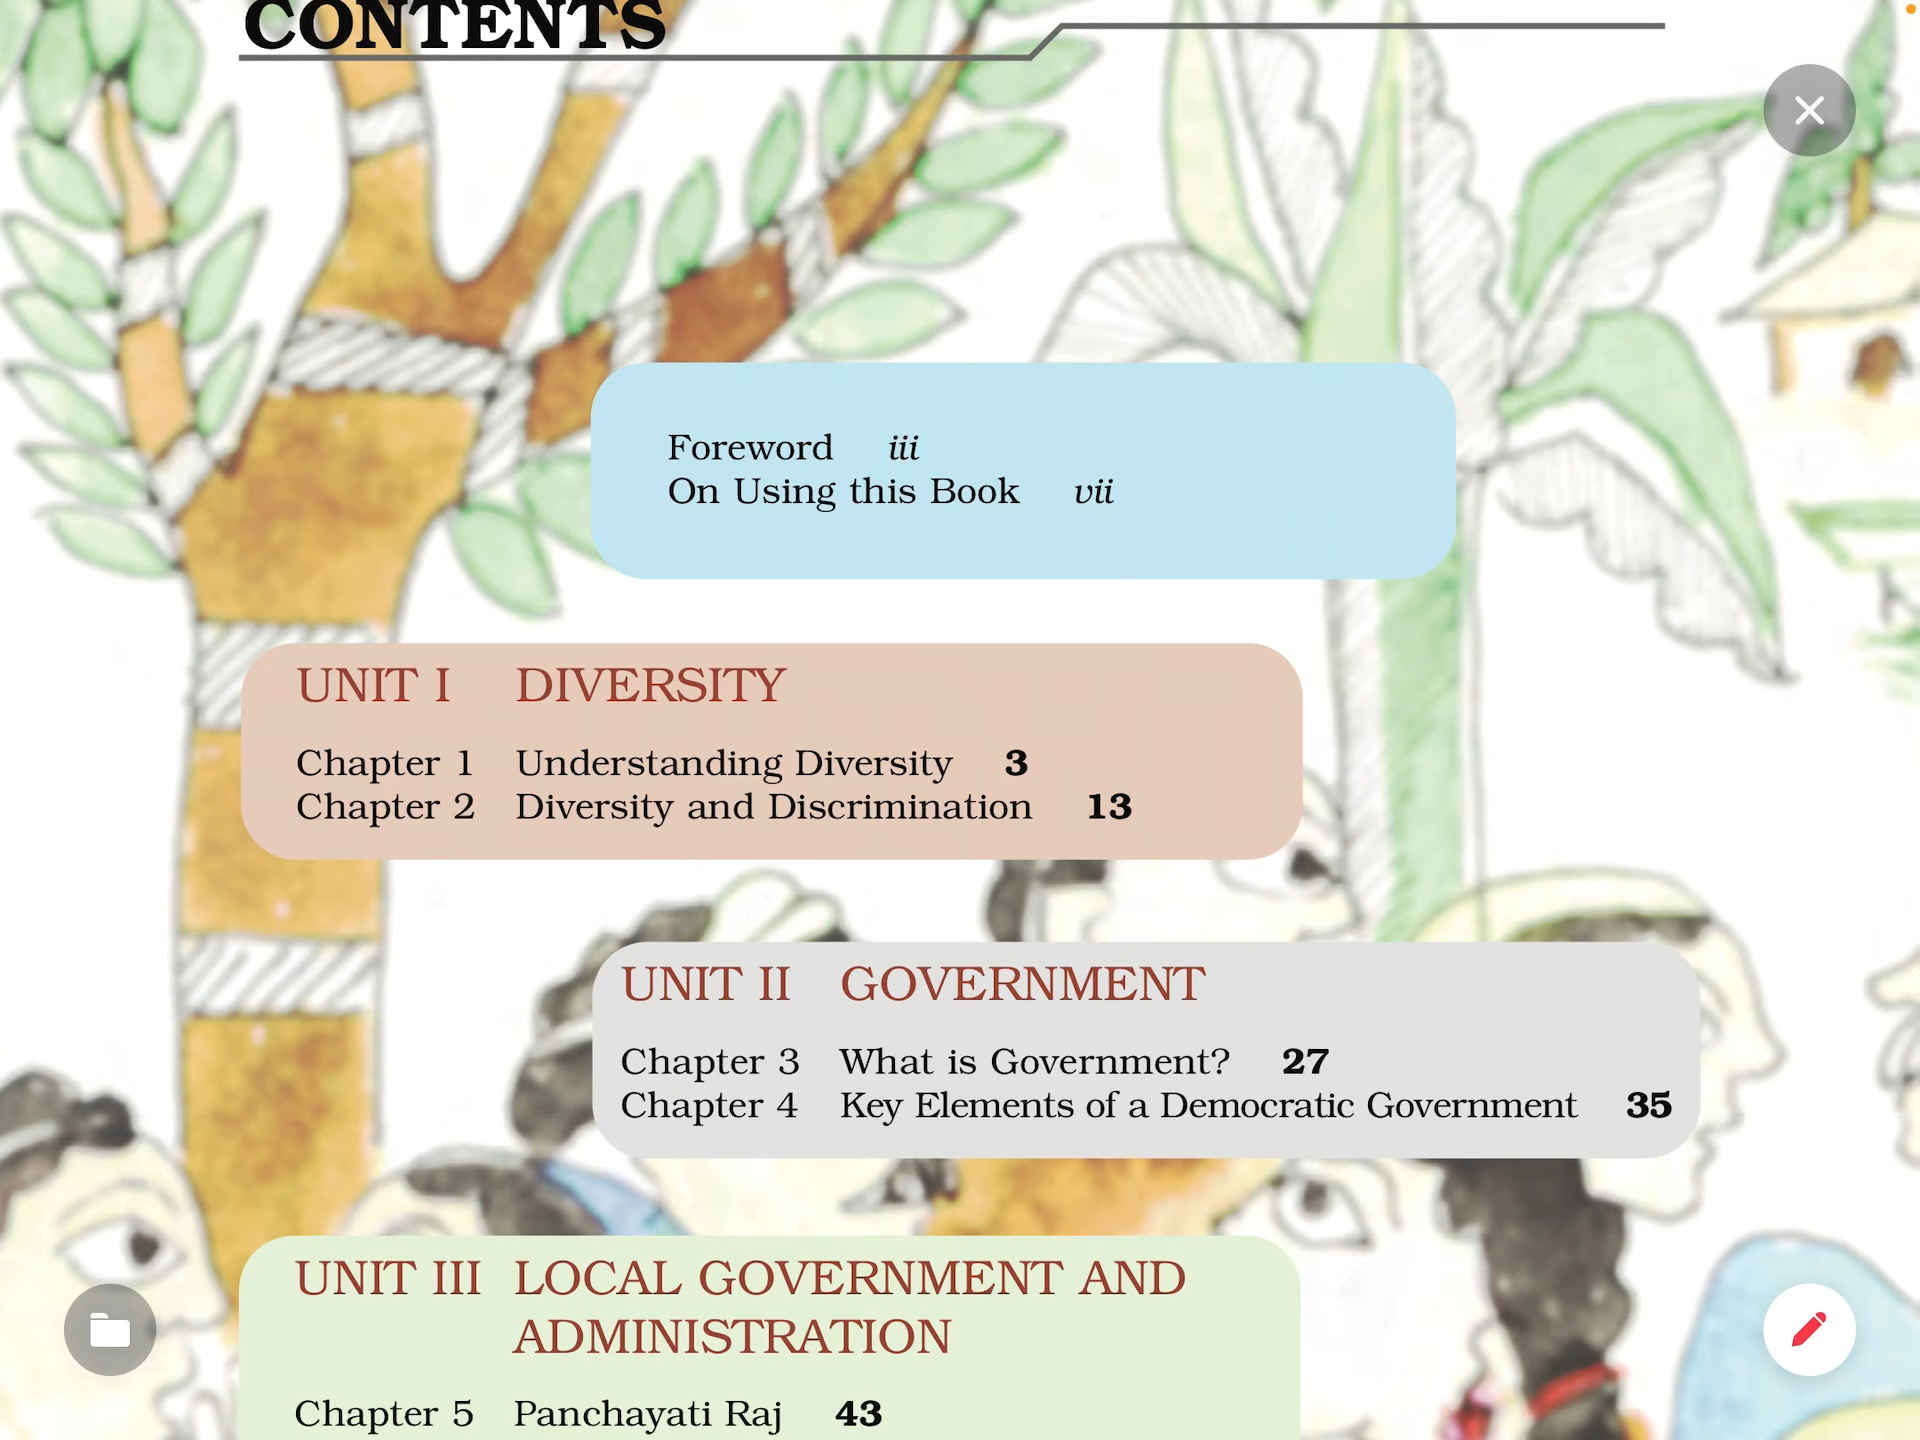 CONTENTS
Foreword iii
On Using this Book vii
UNIT I DIVERSITY
Chapter 1 Understanding Diversity 3
Chapter 2 Diversity and Discrimination 13
UNIT II GOVERNMENT
Chapter 3 What is Government? 27
Chapter 4 Key Elements of a Democratic Government 35
UNIT III LOCAL GOVERNMENT AND
ADMINISTRATION
Chapter 5 Panchayati Raj 43